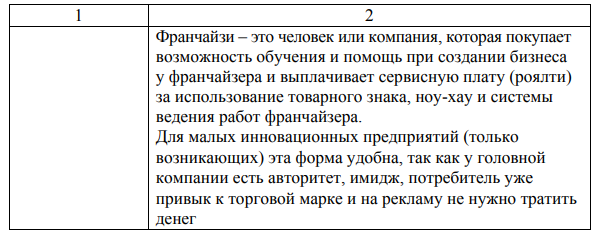 1 2
Франчайзи – это человек или компания, которая покупает
возможность обучения и помощь при создании бизнеса
у франчайзера и выплачивает сервисную плату (роялти)
за использование товарного знака, ноу-хау и системы
ведения работ франчайзера.
Для малых инновационных предприятий (только
возникающих) эта форма удобна, так как у головной
компании есть авторитет, имидж, потребитель уже
привык к торговой марке и на рекламу не нужно тратить
денег